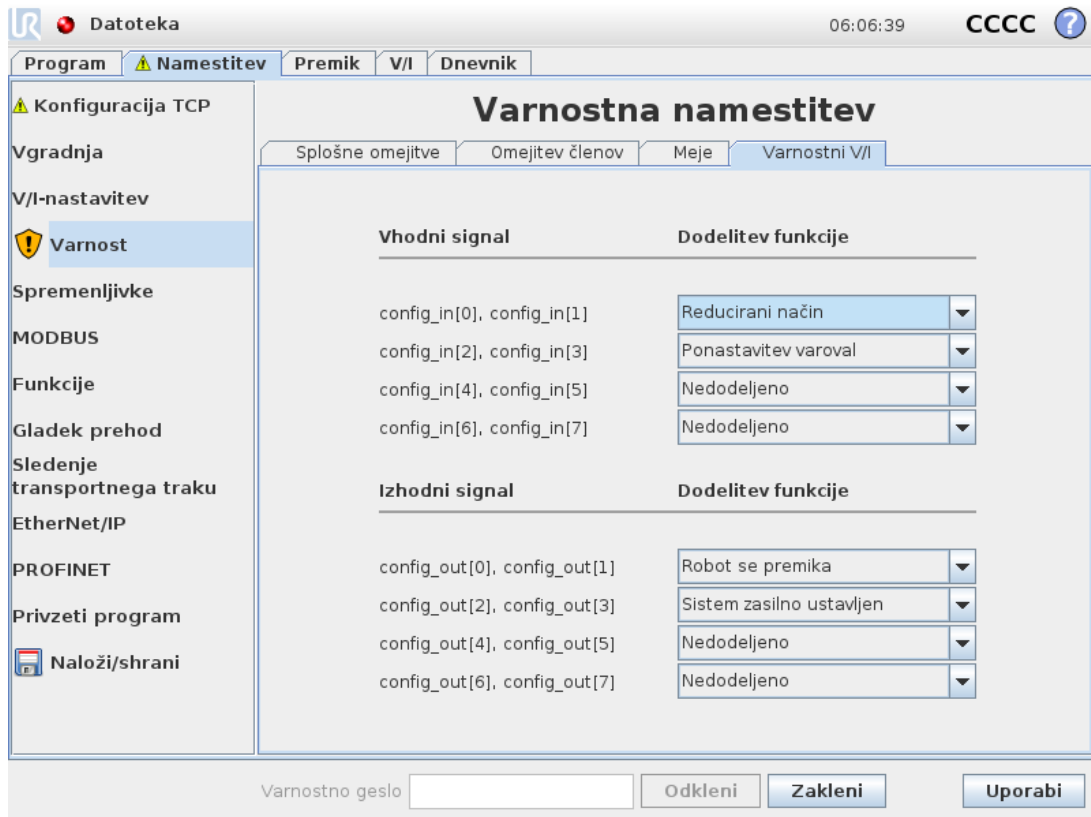 UR Datoteka 06:06:39 CCCC ?
Program Namestitev Premik V/I Dnevnik
Konfiguracija TCP
Vgradnja
V/I-nastavitev
Varnost
Spremenljivke
MODBUS
Funkcije
Gladek prehod
Sledenje
transportnega traku
EtherNet/IP
PROFINET
Privzeti program
Naloži/shrani
Varnostna namestitev
Splošne omejitve Omejitev členov Meje Varnostni V/I
Vhodni signal Dodelitev funkcije
config_in[0], config_in[1] Reducirani način
config_in[2], config_in[3] Ponastavitev varoval
config_in[4], config_in[5] Nedodeljeno
config_in[6], config_in[7] Nedodeljeno
Izhodni signal Dodelitev funkcije
config_out[0], config_out[1] Robot se premika
config_out[2], config_out[3] Sistem zasilno ustavljen
config_out[4], config_out[5] Nedodeljeno
config_out[6], config_out[7] Nedodeljeno
Varnostno geslo Odkleni Zakleni Uporabi